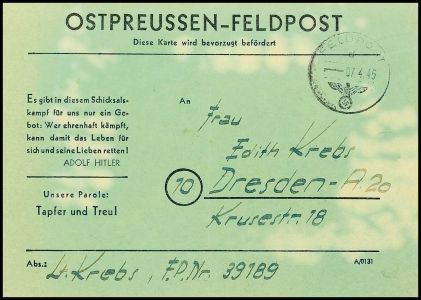 OSTPREUSSEN-FELDPOST
Diese Karte wird bevorzugt befördert
FELDPOST
d
07.4.45
Es gibt in diesem Schicksals-
kampf für uns nur ein Ge-
bot: Wer ehrenhaft kämpft,
kann damit das Leben für
sich und seine Lieben retten!
ADOLF HITLER
Unsere Parole:
Tapfer und Treu!
An
Frau
Edith Krebs
10 Dresden-A. 20
Krusestr. 18
Abs.: Lt. Krebs, F.P.Nr. 39189
A/0131